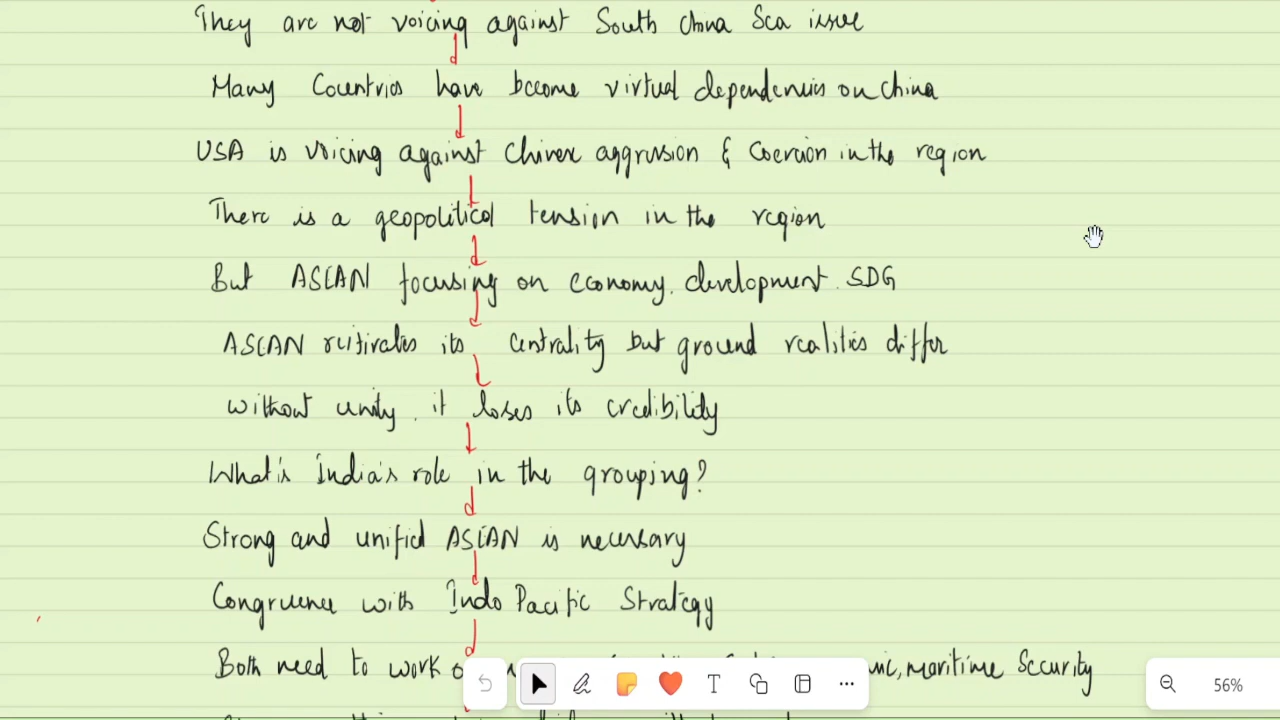 They are not voicing against South China Sea issue
Many Countries have become virtual dependencies on China
USA is voicing against Chinese aggression & Coercion in the region
There is a geopolitical tension in the region
But ASEAN focusing on economy. development. SDG
ASEAN reiterates its centrality but ground realities differ
without unity. it loses its credibility
What's India's role in the grouping?
Strong and unified ASEAN is necessary
Congruence with Indo Pacific Strategy
Both need to work maritime Security
T
56%